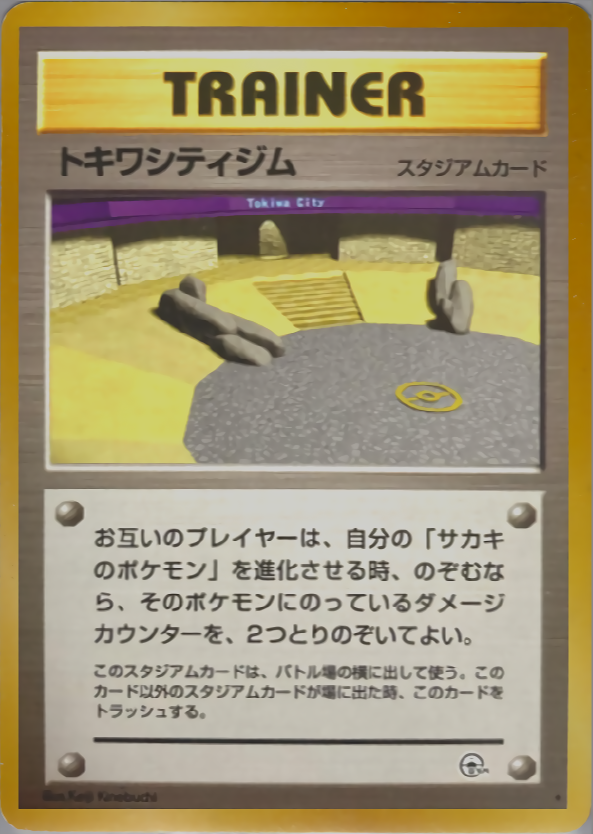 TRAINER
トキワシティジム
スタジアムカード
Tokiwa City
お互いのプレイヤーは、自分の「サカキ
のポケモン」を進化させる時、のぞむな
ら、そのポケモンにのっているダメージ
カウンターを、2つとりのぞいてよい。
このスタジアムカードは、バトル場の横に出して使う。この
カード以外のスタジアムカードが場に出た時、このカードを
トラッシュする。
GYM
Illus. Keiji Kinebuchi